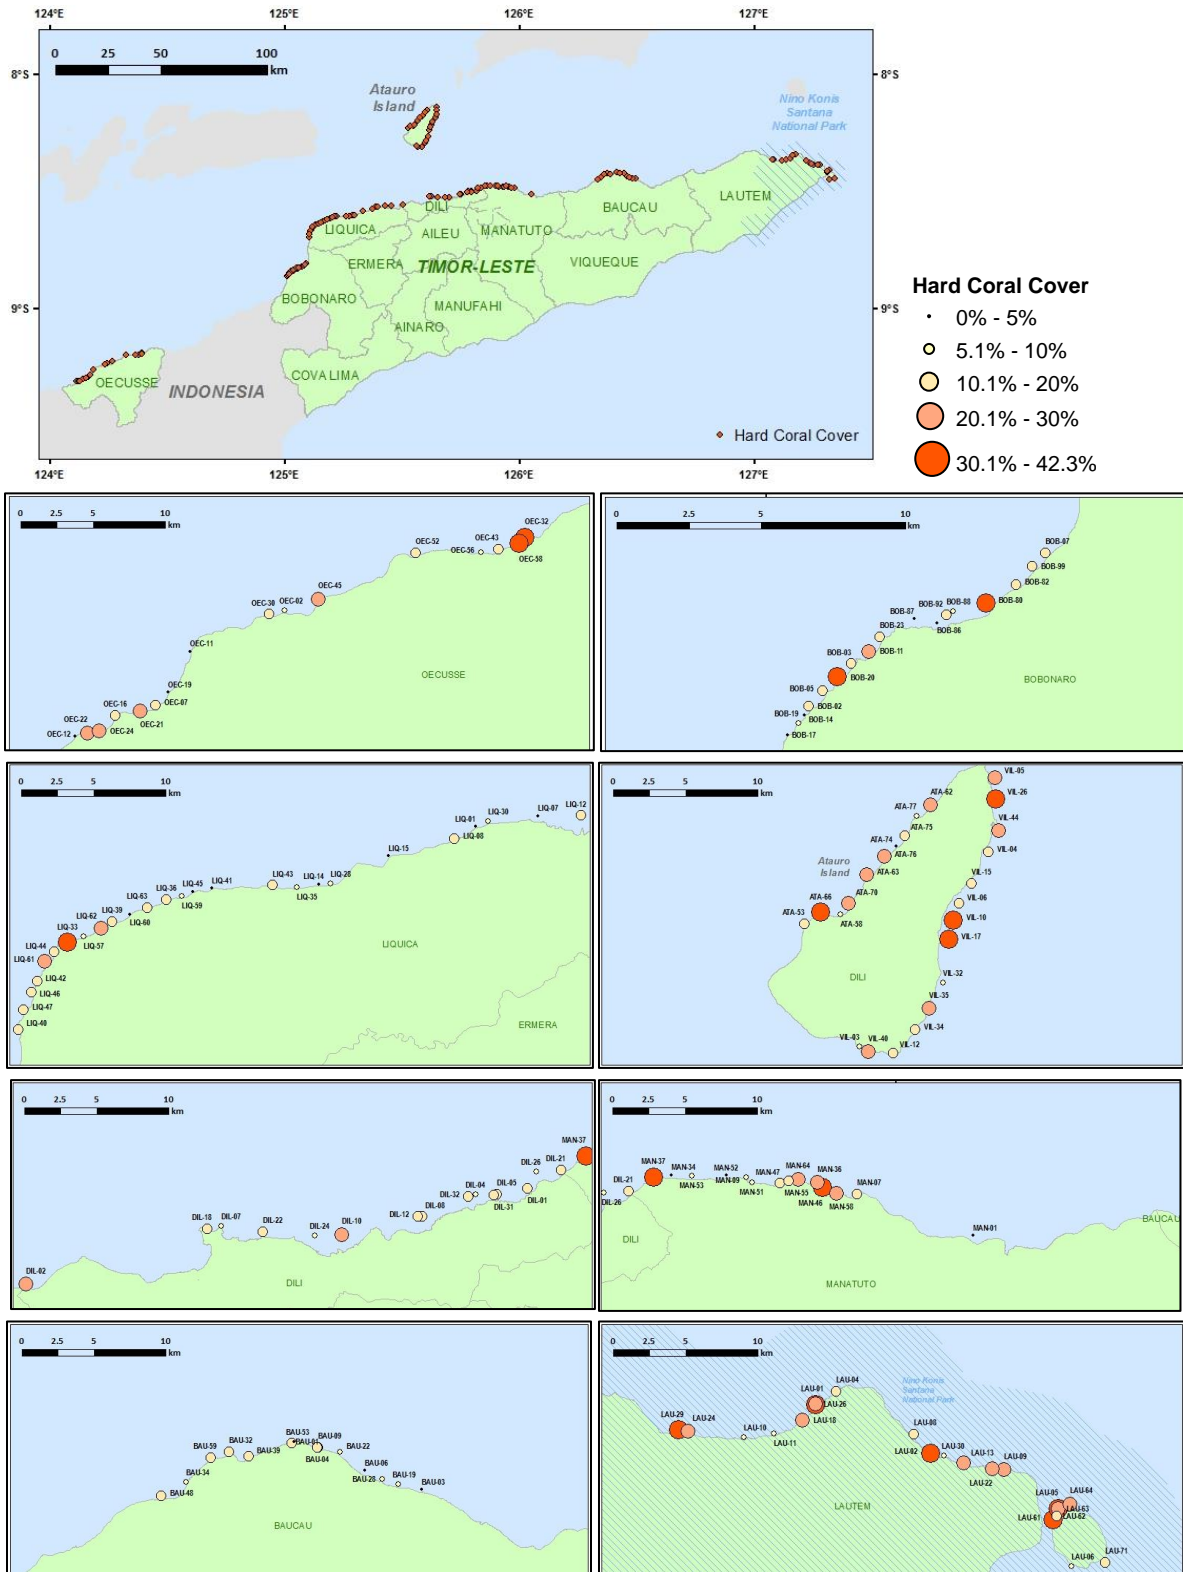 124°E 125°E 126°E 127°E
0 25 50 100
km
8°S 8°S
Atauro
Island
Nino Konis
Santana
National Park
LAUTEM
BAUCAU
DILI
LIQUICA
AILEU
MANATUTO
ERMERA
TIMOR-LESTE
VIQUEQUE
BOBONARO
MANUFAHI
9°S 9°S
AINARO
COVA LIMA
OECUSSE
INDONESIA
Hard Coral Cover
124°E 125°E 126°E 127°E
Hard Coral Cover
0% - 5%
5.1% - 10%
10.1% - 20%
20.1% - 30%
30.1% - 42.3%
0 2.5 5 10
km
OEC-32
OEC-43
OEC-52
OEC-56
OEC-58
OEC-45
OEC-02
OEC-30
OEC-11
OECUSSE
OEC-19
OEC-07
OEC-16
OEC-21
OEC-22
OEC-24
OEC-12
0 2.5 5 10
km
BOB-07
BOB-99
BOB-82
BOB-88
BOB-92
BOB-80
BOB-87
BOB-86
BOB-23
BOB-11
BOB-03
BOB-20
BOBONARO
BOB-05
BOB-02
BOB-19
BOB-14
BOB-17
0 2.5 5 10
km
LIQ-12
LIQ-07
LIQ-30
LIQ-01
LIQ-08
LIQ-15
LIQ-43
LIQ-14
LIQ-28
LIQ-35
LIQ-41
LIQ-45
LIQ-36
LIQ-59
LIQ-63
LIQ-60
LIQ-39
LIQ-62
LIQ-33
LIQ-57
LIQ-44
LIQ-61
LIQ-42
LIQ-46
LIQ-47
LIQ-40
LIQUICA
ERMERA
0 2.5 5 10
km
VIL-05
VIL-26
ATA-62
ATA-77
VIL-44
ATA-75
ATA-74
VIL-04
ATA-76
Atauro
Island
ATA-63
VIL-15
ATA-70
VIL-06
ATA-66
ATA-53
ATA-58
VIL-10
VIL-17
DILI
VIL-32
VIL-35
VIL-34
VIL-03
VIL-40
VIL-12
0 2.5 5 10
km
MAN-37
DIL-21
DIL-26
DIL-05
DIL-04
DIL-32
DIL-01
DIL-31
DIL-08
DIL-12
DIL-10
DIL-24
DIL-22
DIL-07
DIL-18
DIL-02
DILI
0 2.5 5 10
km
MAN-37
MAN-34
MAN-53
MAN-52
MAN-09
MAN-51
MAN-47
MAN-64
MAN-55
MAN-36
MAN-46
MAN-58
MAN-07
DIL-21
DIL-26
MAN-01
BAUCAU
DILI
MANATUTO
0 2.5 5 10
km
BAU-53
BAU-09
BAU-01
BAU-04
BAU-22
BAU-32
BAU-39
BAU-59
BAU-34
BAU-48
BAU-06
BAU-28
BAU-19
BAU-03
BAUCAU
0 2.5 5 10
km
Nino Konis
Santana
National Park
LAU-04
LAU-01
LAU-26
LAU-18
LAU-29
LAU-24
LAU-10
LAU-11
LAU-08
LAU-02
LAU-30
LAU-13
LAU-09
LAU-22
LAU-05
LAU-64
LAU-63
LAU-62
LAU-61
LAUTEM
LAU-06
LAU-71